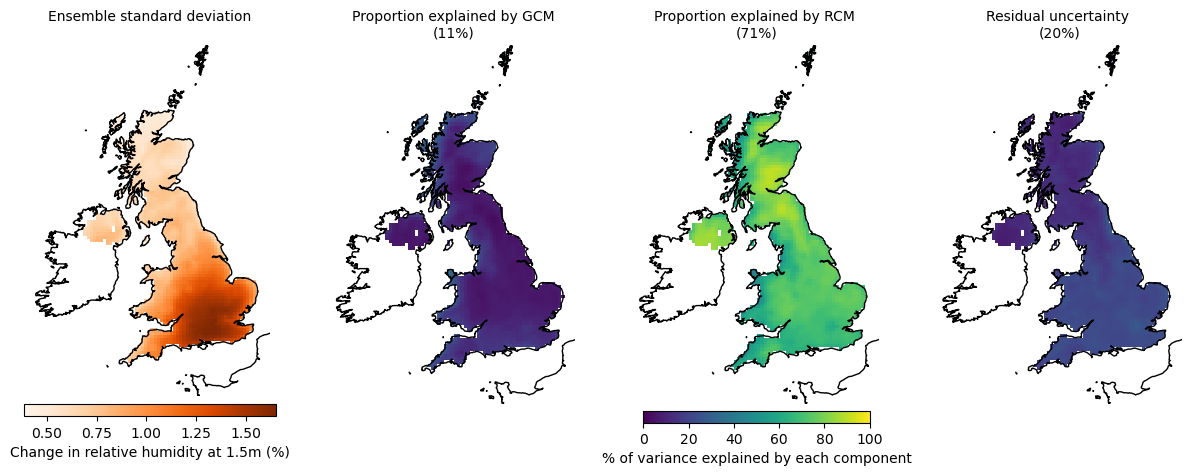 Ensemble standard deviation
Proportion explained by GCM
(11%)
Proportion explained by RCM
(71%)
Residual uncertainty
(20%)
0.50 0.75 1.00 1.25 1.50
Change in relative humidity at 1.5m (%)
0 20 40 60 80 100
% of variance explained by each component